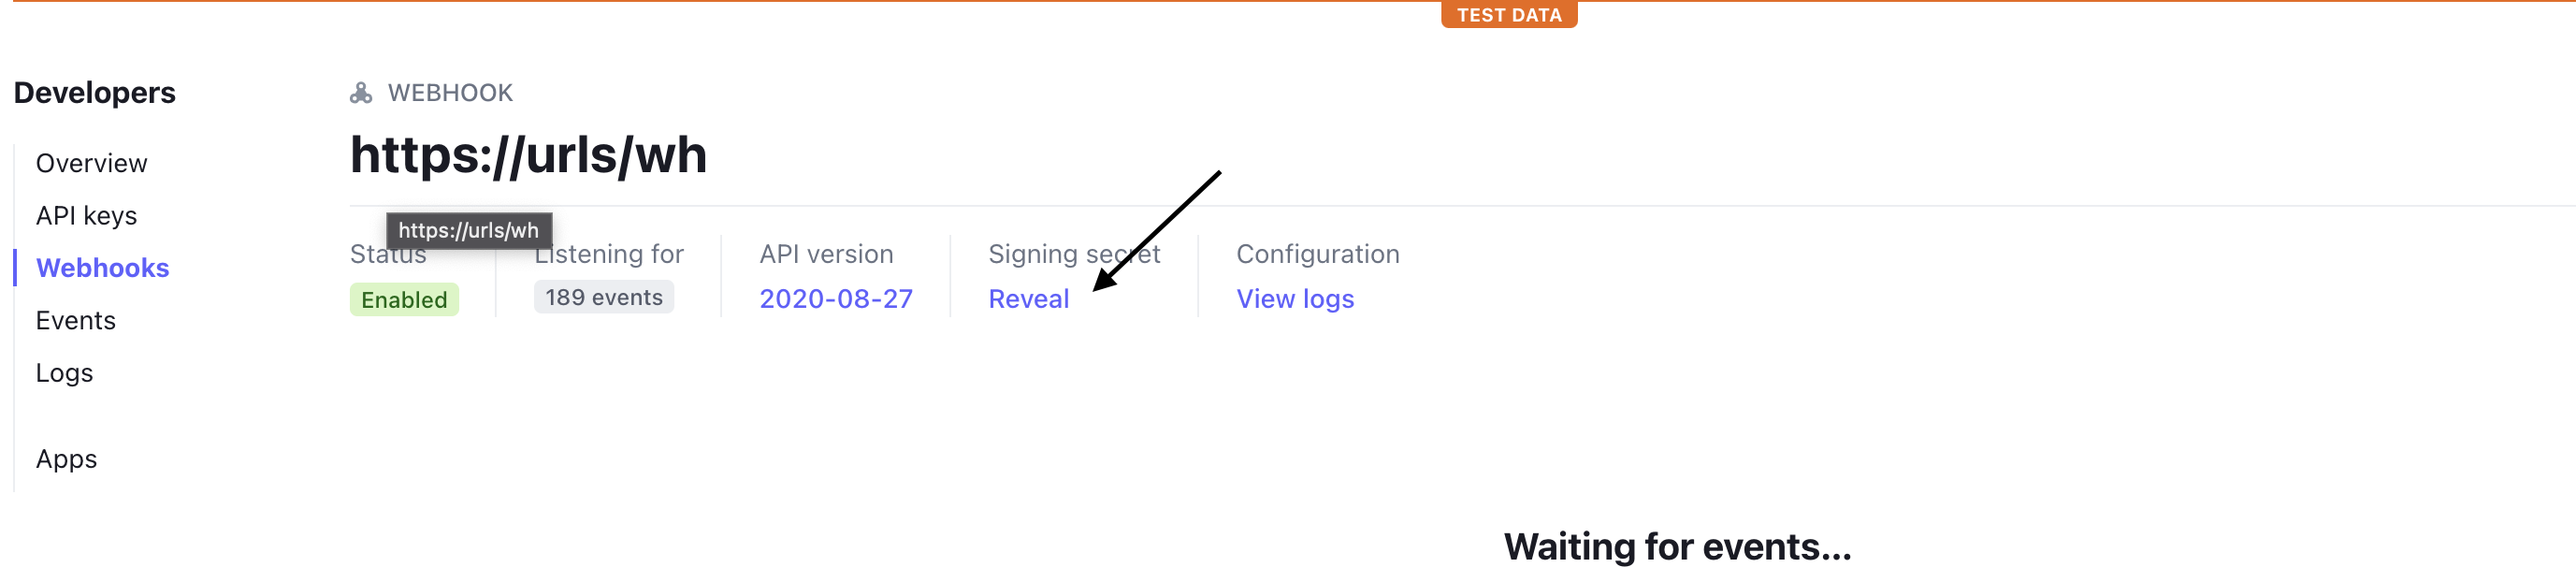 TEST DATA
Developers
Overview
API keys
Webhooks
Events
Logs
Apps
WEBHOOK
https://urls/wh
https://urls/wh
Status
Enabled
Listening for
189 events
API version
2020-08-27
Signing secret
Reveal
Configuration
View logs
Waiting for events...